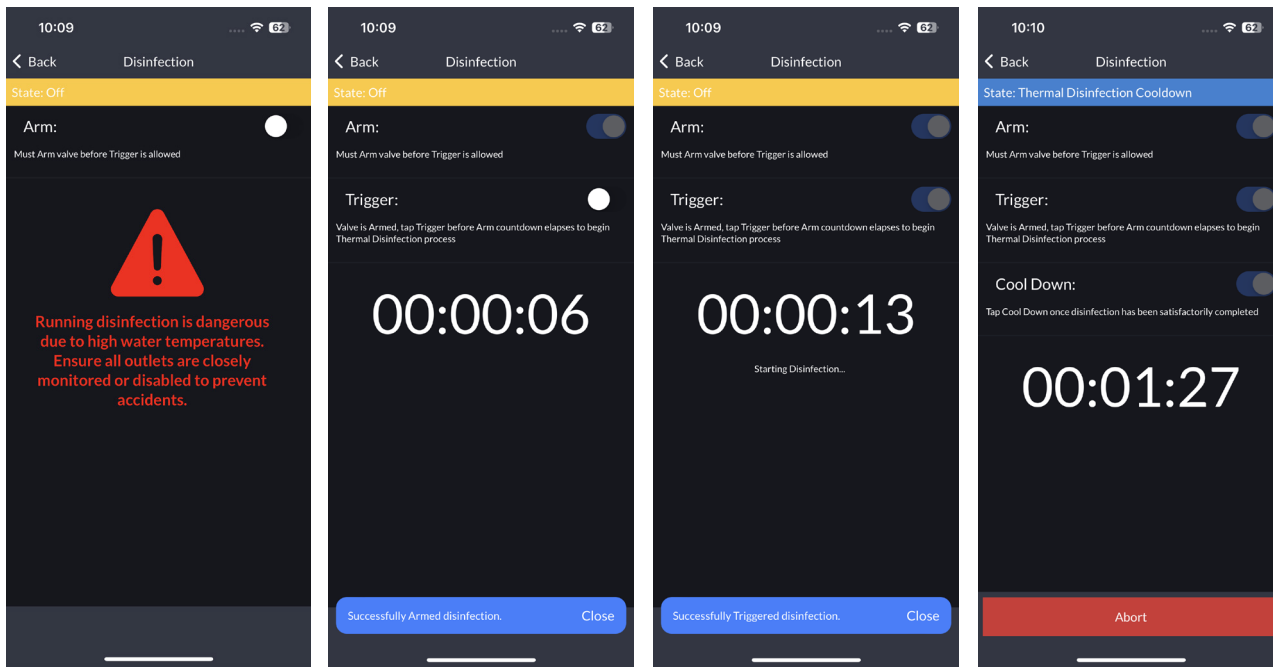 10:09
62
Back
Disinfection
State: Off
Arm:
Must Arm valve before Trigger is allowed
Running disinfection is dangerous
due to high water temperatures.
Ensure all outlets are closely
monitored or disabled to prevent
accidents.
10:09
62
Back
Disinfection
State: Off
Arm:
Must Arm valve before Trigger is allowed
Trigger:
Valve is Armed, tap Trigger before Arm countdown elapses to begin
Thermal Disinfection process
00:00:06
Successfully Armed disinfection.
Close
10:09
62
Back
Disinfection
State: Off
Arm:
Must Arm valve before Trigger is allowed
Trigger:
Valve is Armed, tap Trigger before Arm countdown elapses to begin
Thermal Disinfection process
00:00:13
Starting Disinfection...
Successfully Triggered disinfection.
Close
10:10
62
Back
Disinfection
State: Thermal Disinfection Cooldown
Arm:
Must Arm valve before Trigger is allowed
Trigger:
Valve is Armed, tap Trigger before Arm countdown elapses to begin
Thermal Disinfection process
Cool Down:
Tap Cool Down once disinfection has been satisfactorily completed
00:01:27
Abort